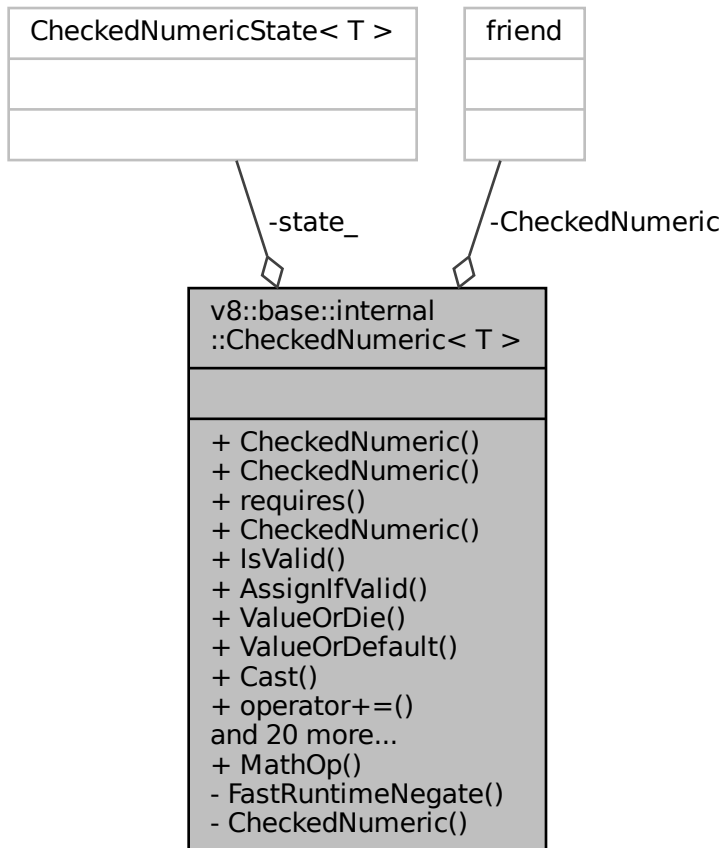 CheckedNumericState< T >
friend
-state_
-CheckedNumeric
v8::base::internal
::CheckedNumeric< T >
+ CheckedNumeric()
+ CheckedNumeric()
+ requires()
+ CheckedNumeric()
+ IsValid()
+ AssignIfValid()
+ ValueOrDie()
+ ValueOrDefault()
+ Cast()
+ operator+=()
and 20 more...
+ MathOp()
- FastRuntimeNegate()
- CheckedNumeric()